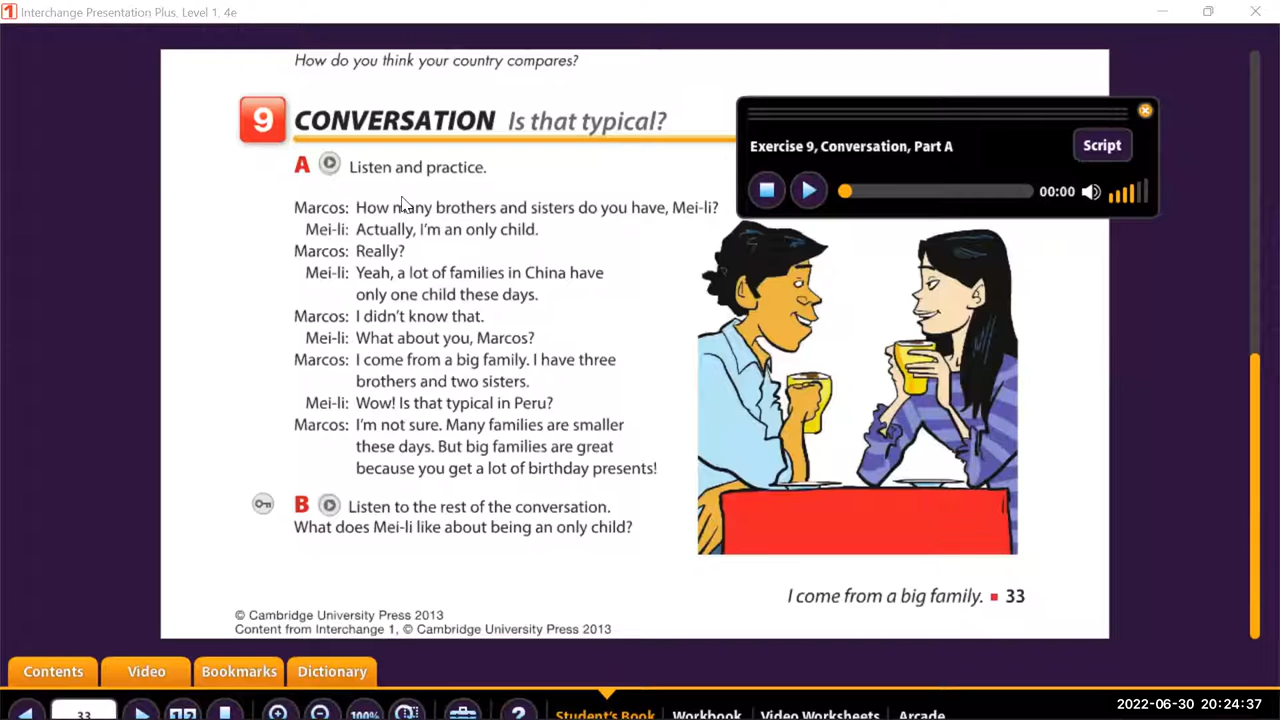 Interchange Presentation Plus, Level 1, 4e
How do you think your country compares?
9 CONVERSATION Is that typical?
Exercise 9, Conversation, Part A
Script
00:00
A Listen and practice.
Marcos: How many brothers and sisters do you have, Mei-li?
Mei-li: Actually, I'm an only child.
Marcos: Really?
Mei-li: Yeah, a lot of families in China have
only one child these days.
Marcos: I didn't know that.
Mei-li: What about you, Marcos?
Marcos: I come from a big family. I have three
brothers and two sisters.
Mei-li: Wow! Is that typical in Peru?
Marcos: I'm not sure. Many families are smaller
these days. But big families are great
because you get a lot of birthday presents!
B Listen to the rest of the conversation.
What does Mei-li like about being an only child?
I come from a big family. ▪ 33
© Cambridge University Press 2013
Content from Interchange 1, © Cambridge University Press 2013
Contents Video Bookmarks Dictionary
33 100% ? Student's Book Workbook Video Worksheets Arcade
2022-06-30 20:24:37